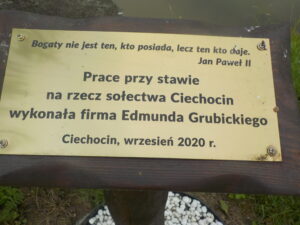 Bogaty nie jest ten, kto posiada, lecz ten kto daje.
Jan Paweł II
Prace przy stawie
na rzecz sołectwa Ciechocin
wykonała firma Edmunda Grubickiego
Ciechocin, wrzesień 2020 r.